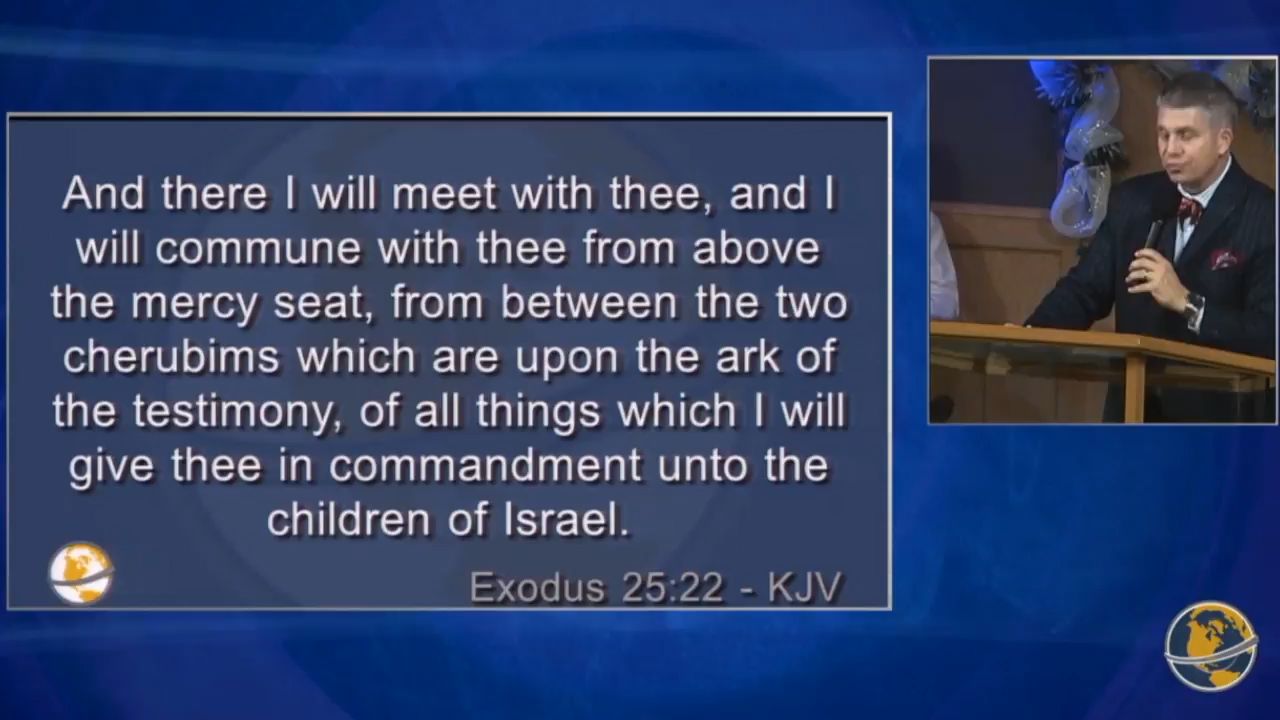 And there I will meet with thee, and I
will commune with thee from above
the mercy seat, from between the two
cherubims which are upon the ark of
the testimony, of all things which I will
give thee in commandment unto the
children of Israel.
Exodus 25:22 - KJV